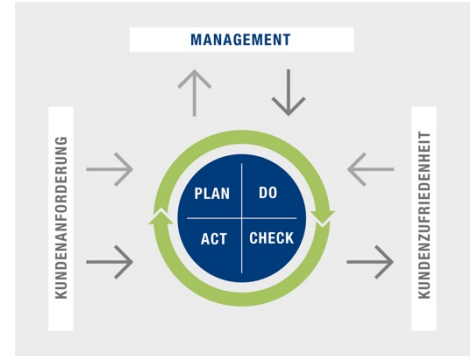 MANAGEMENT
KUNDENANFORDERUNG
PLAN
DO
ACT
CHECK
KUNDENZUFRIEDENHEIT